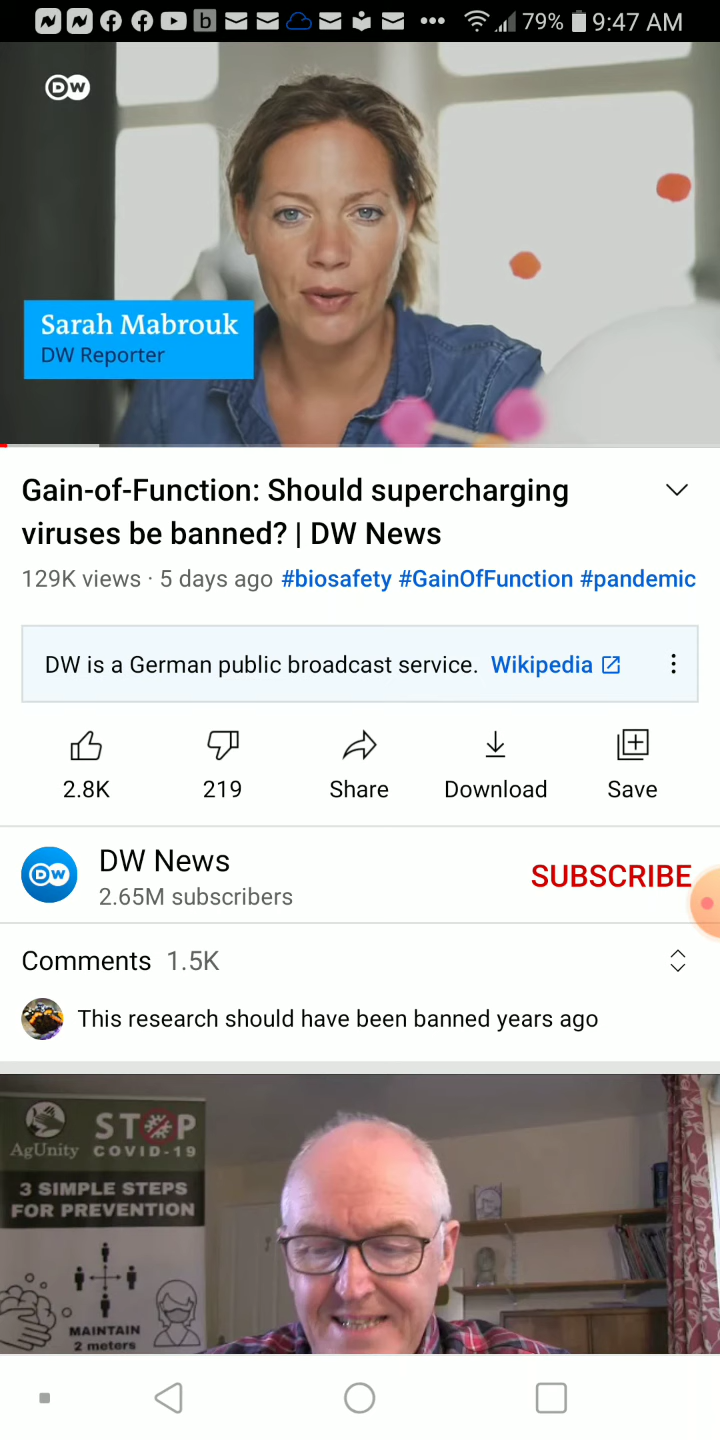 79% 9:47 AM
DW
Sarah Mabrouk
DW Reporter
Gain-of-Function: Should supercharging
viruses be banned? | DW News
129K views · 5 days ago #biosafety #GainOfFunction #pandemic
DW is a German public broadcast service. Wikipedia
2.8K 219 Share Download Save
DW
DW News
2.65M subscribers
SUBSCRIBE
Comments 1.5K
This research should have been banned years ago
AgUnity
STOP
COVID-19
3 SIMPLE STEPS
FOR PREVENTION
MAINTAIN
2 meters